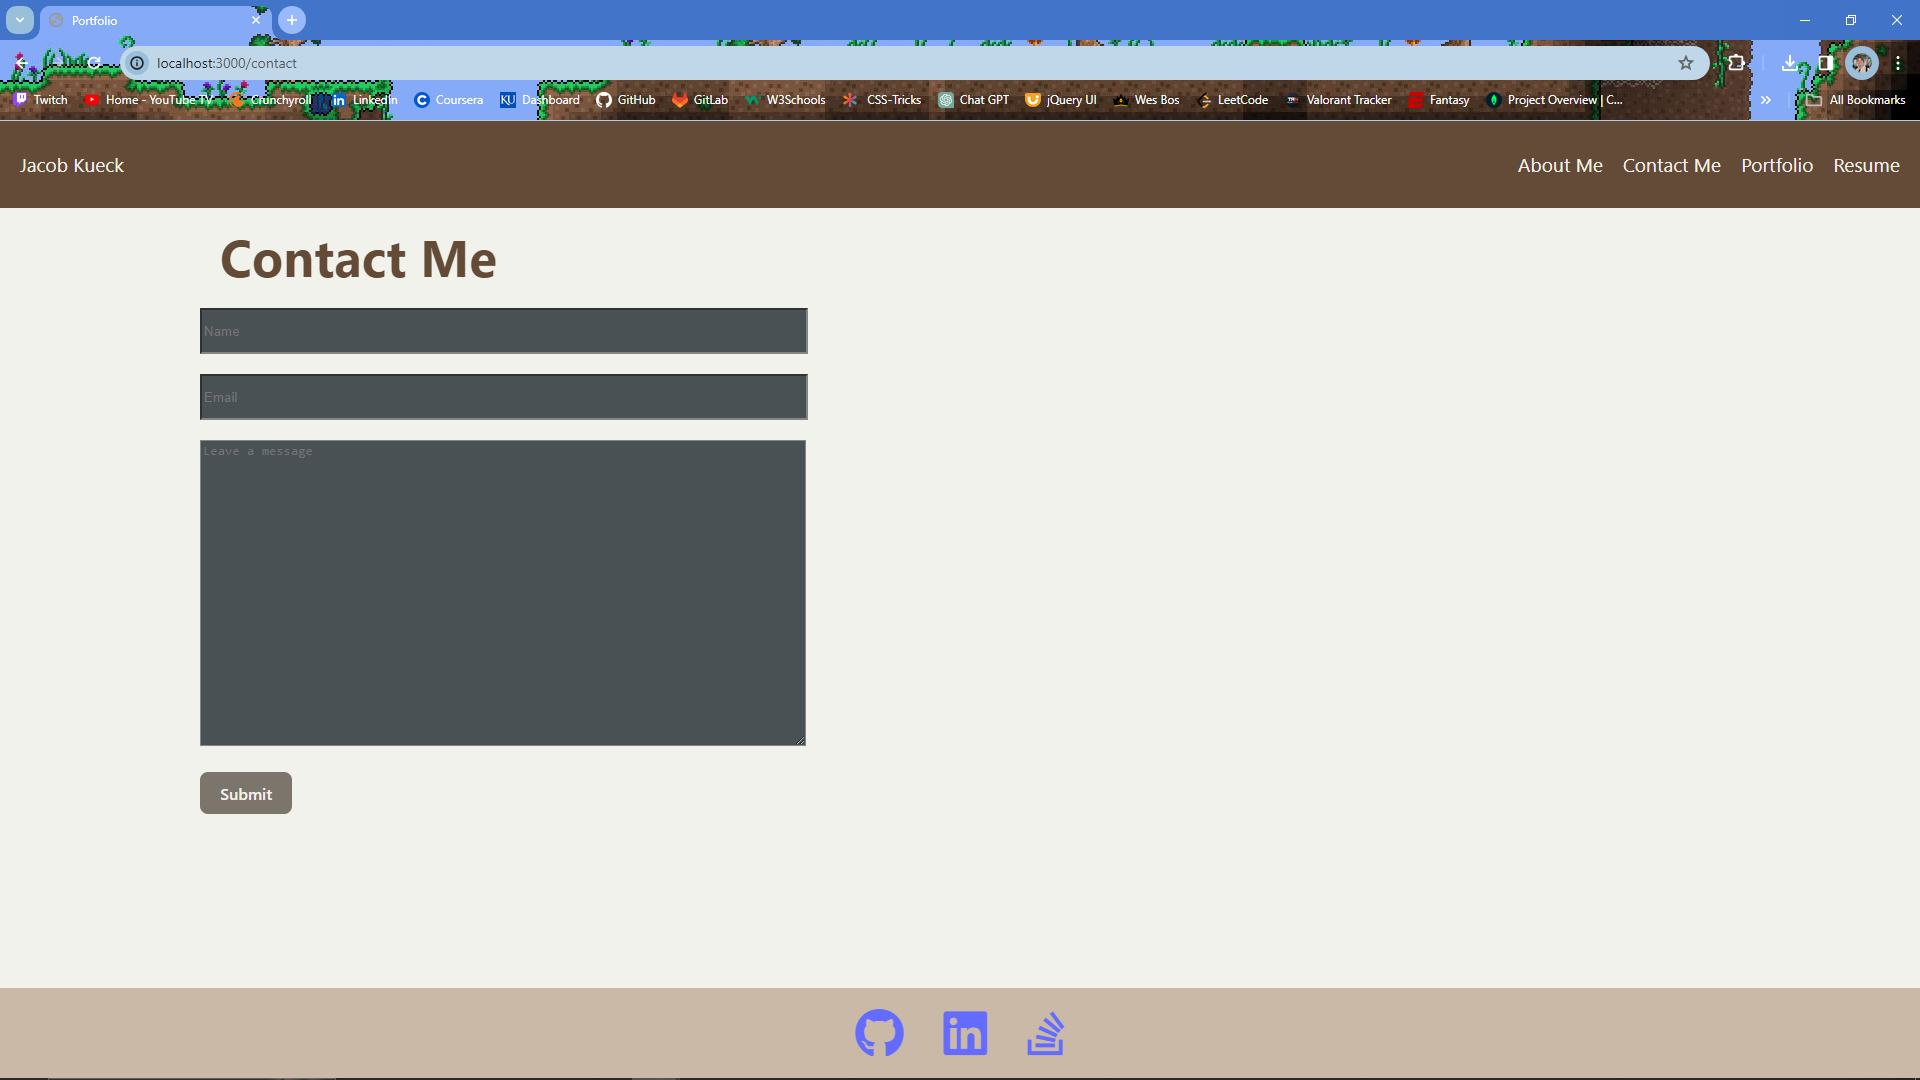 Portfolio
localhost:3000/contact
Twitch Home - YouTube TV Crunchyroll LinkedIn Coursera KU Dashboard GitHub GitLab W3Schools CSS-Tricks Chat GPT jQuery UI Wes Bos LeetCode Valorant Tracker Fantasy Project Overview | C... All Bookmarks
Jacob Kueck About Me Contact Me Portfolio Resume
Contact Me
Name
Email
Leave a message
Submit
in